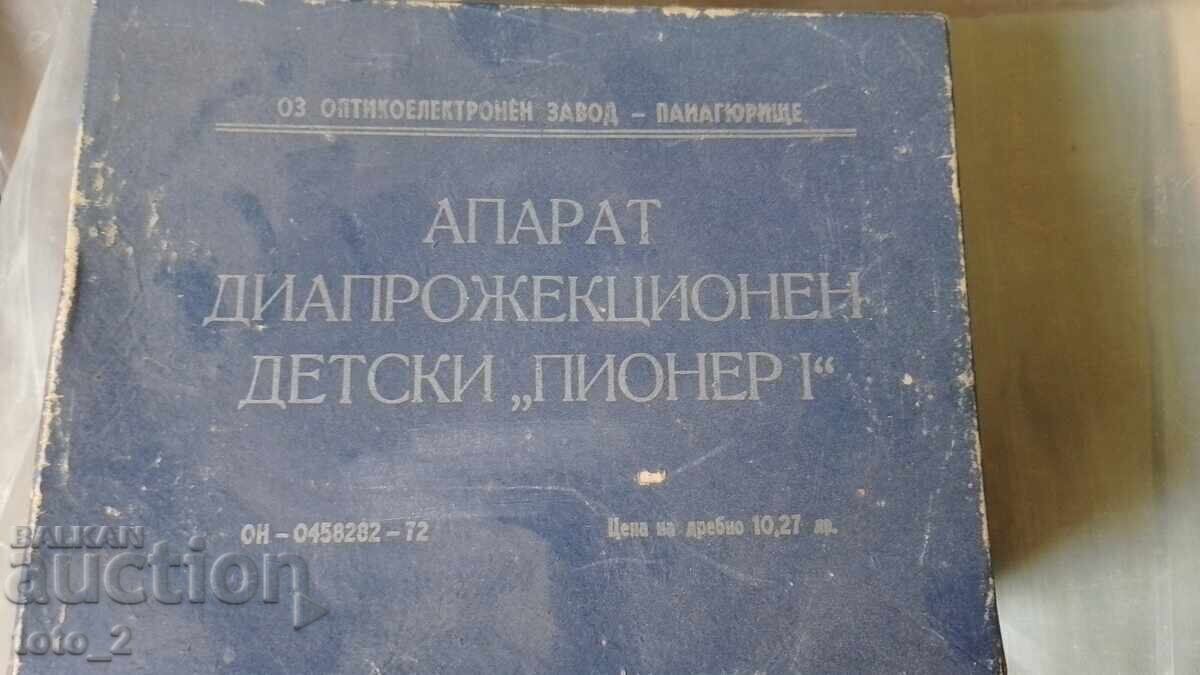 ОЗ ОПТИКОЕЛЕКТРОНЕН ЗАВОД – ПАНАГЮРИЩЕ
АПАРАТ
ДИАПРОЖЕКЦИОНЕН
ДЕТСКИ „ПИОНЕР I“
ОН – 0458282 – 72
Цена на дребно 10,27 лв.
BALKAN
auction
toto_2